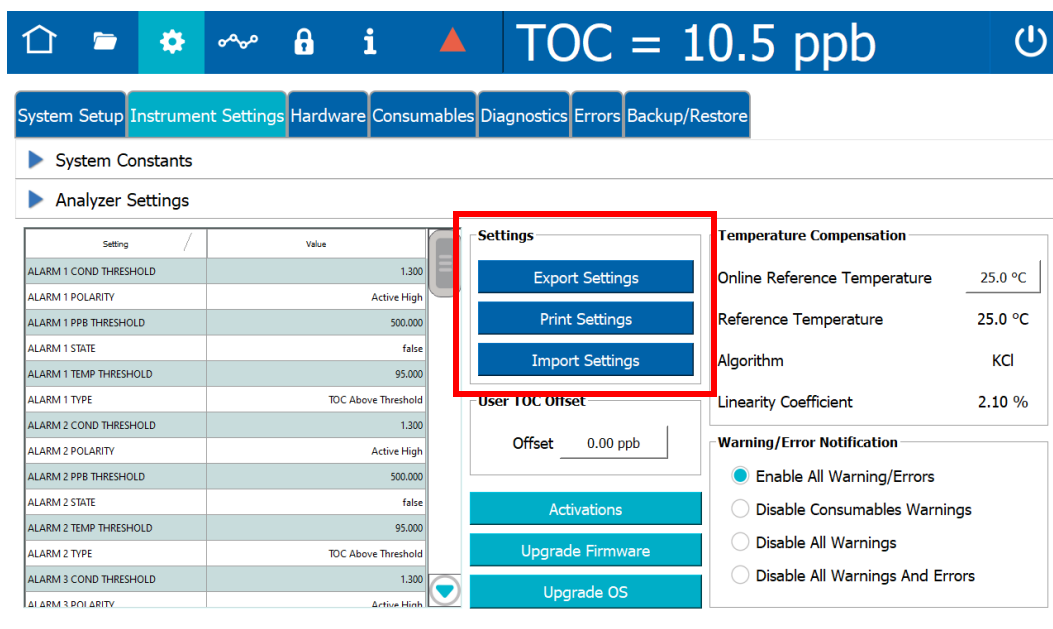 TOC = 10.5 ppb
System Setup Instrument Settings Hardware Consumables Diagnostics Errors Backup/Restore
System Constants
Analyzer Settings
Setting Value
ALARM 1 COND THRESHOLD 1.300
ALARM 1 POLARITY Active High
ALARM 1 PPB THRESHOLD 500.000
ALARM 1 STATE false
ALARM 1 TEMP THRESHOLD 95.000
ALARM 1 TYPE TOC Above Threshold
ALARM 2 COND THRESHOLD 1.300
ALARM 2 POLARITY Active High
ALARM 2 PPB THRESHOLD 500.000
ALARM 2 STATE false
ALARM 2 TEMP THRESHOLD 95.000
ALARM 2 TYPE TOC Above Threshold
ALARM 3 COND THRESHOLD 1.300
ALARM 3 POLARITY Active High
Settings
Export Settings
Print Settings
Import Settings
User TOC Offset
Offset 0.00 ppb
Activations
Upgrade Firmware
Upgrade OS
Temperature Compensation
Online Reference Temperature 25.0 °C
Reference Temperature 25.0 °C
Algorithm KCl
Linearity Coefficient 2.10 %
Warning/Error Notification
Enable All Warning/Errors
Disable Consumables Warnings
Disable All Warnings
Disable All Warnings And Errors